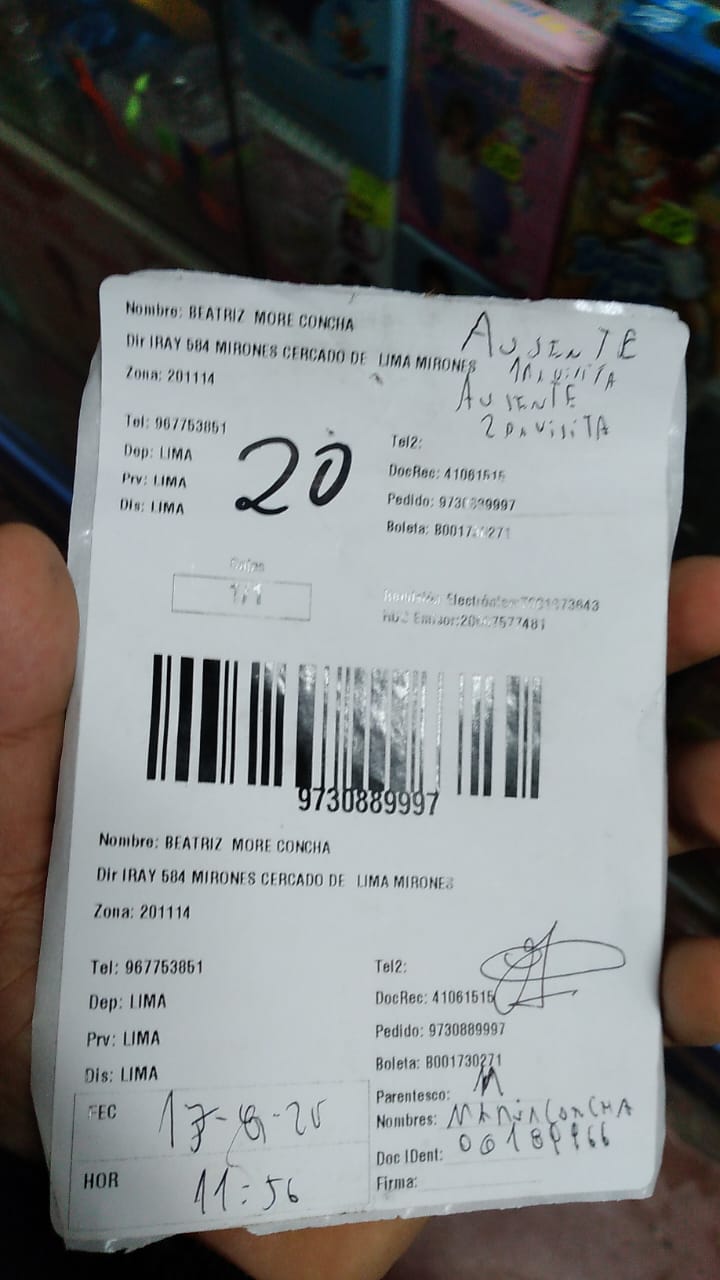 Nombre: BEATRIZ MORE CONCHA
Dir IRAY 584 MIRONES CERCADO DE LIMA MIRONES
Zona: 201114
AUSENTE
1RA VISITA
AUSENTE
2DA VISITA
Tel: 967753851
Dep: LIMA
Prv: LIMA
Dis: LIMA
20
Tel2:
DocRec: 41061515
Pedido: 9730889997
Boleta: B001730271
1/1
9730889997
Nombre: BEATRIZ MORE CONCHA
Dir IRAY 584 MIRONES CERCADO DE LIMA MIRONES
Zona: 201114
Tel: 967753851
Dep: LIMA
Prv: LIMA
Dis: LIMA
Tel2:
DocRec: 41061515
Pedido: 9730889997
Boleta: B001730271
Parentesco: M
Nombres: CONCHA
Doc IDent:
Firma:
FEC
HOR 11:56